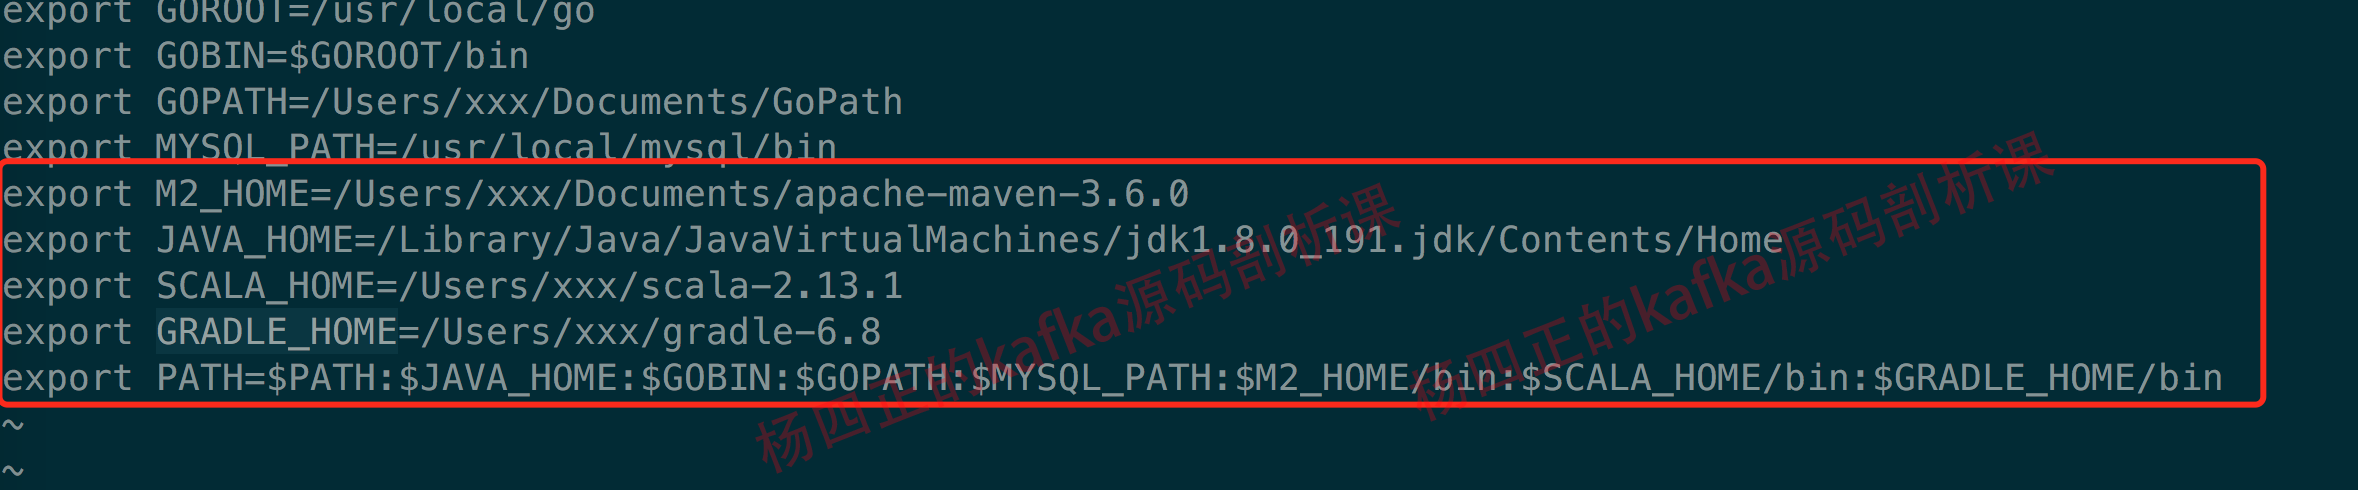 export GOROOT=/usr/local/go
export GOBIN=$GOROOT/bin
export GOPATH=/Users/xxx/Documents/GoPath
export MYSQL_PATH=/usr/local/mysql/bin
export M2_HOME=/Users/xxx/Documents/apache-maven-3.6.0
export JAVA_HOME=/Library/Java/JavaVirtualMachines/jdk1.8.0_191.jdk/Contents/Home
export SCALA_HOME=/Users/xxx/scala-2.13.1
export GRADLE_HOME=/Users/xxx/gradle-6.8
export PATH=$PATH:$JAVA_HOME:$GOBIN:$GOPATH:$MYSQL_PATH:$M2_HOME/bin:$SCALA_HOME/bin:$GRADLE_HOME/bin
~
~
杨四正的kafka源码剖析课
杨四正的kafka源码剖析课